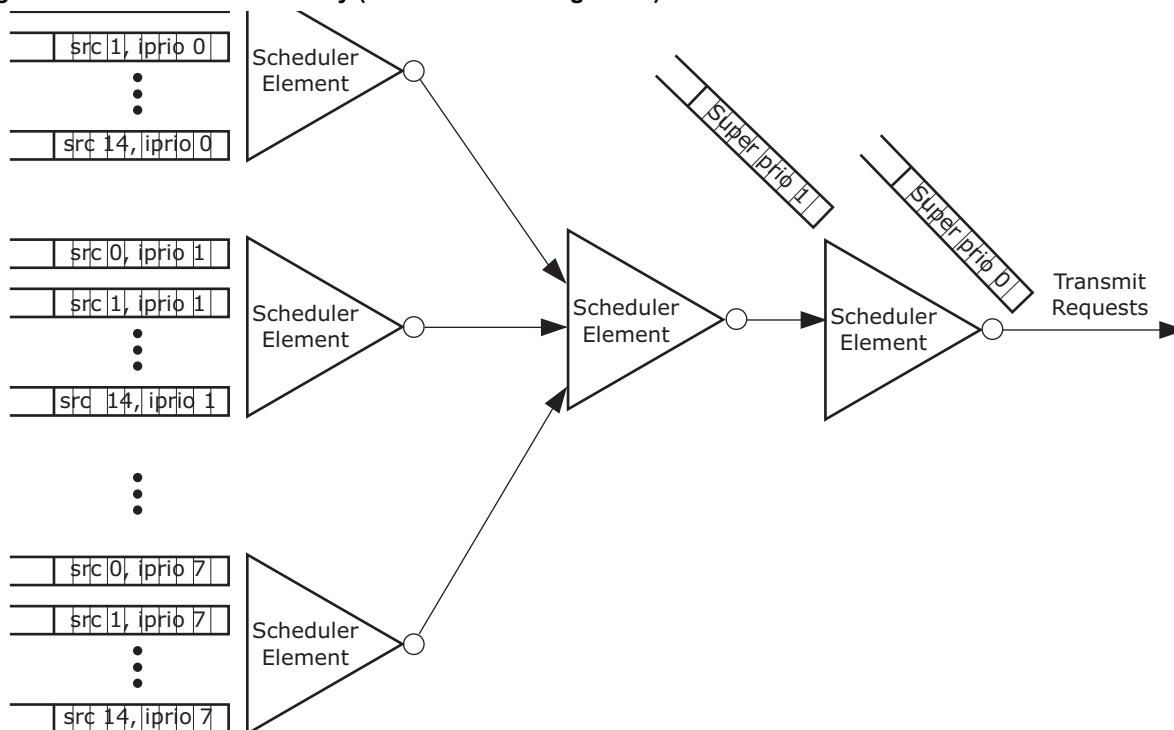 src 1, iprio 0
Scheduler
Element
src 14, iprio 0
Super prio 1
Super prio 0
src 0, iprio 1
src 1, iprio 1
Scheduler
Element
Scheduler
Element
Scheduler
Element
Transmit
Requests
src 14, iprio 1
src 0, iprio 7
src 1, iprio 7
Scheduler
Element
src 14, iprio 7